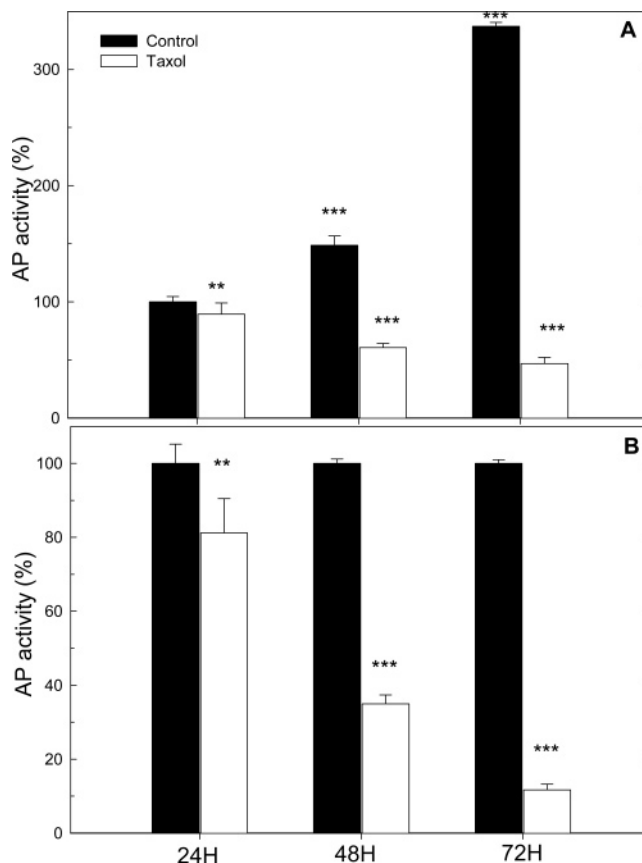 ***
A
Control
Taxol
300
AP activity (%)
200
***
**
100
***
***
0
B
100
**
80
AP activity (%)
60
***
40
20
***
0
24H
48H
72H